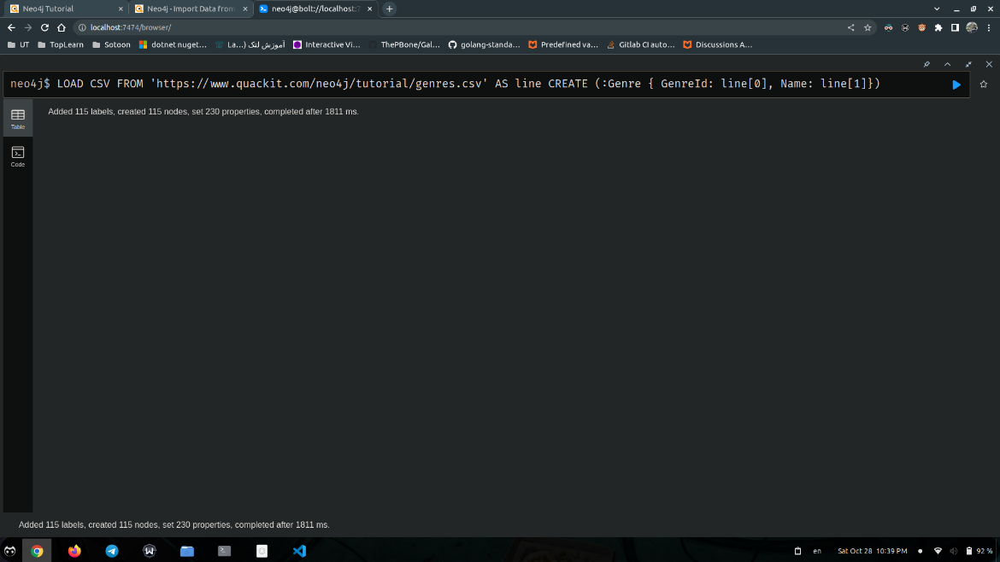 Neo4j Tutorial
Neo4j - Import Data from
neo4j@bolt://localhost:7
localhost:7474/browser/
UT
TopLearn
Sotoon
dotnet nuget...
آموزش لتک (...La
Interactive Vi...
ThePBone/Gal...
golang-standa...
Predefined va...
Gitlab CI auto...
Discussions A...
neo4j$ LOAD CSV FROM 'https://www.quackit.com/neo4j/tutorial/genres.csv' AS line CREATE (:Genre { GenreId: line[0], Name: line[1]})
Table
Added 115 labels, created 115 nodes, set 230 properties, completed after 1811 ms.
Code
Added 115 labels, created 115 nodes, set 230 properties, completed after 1811 ms.
en
Sat Oct 28 10:39 PM
92 %